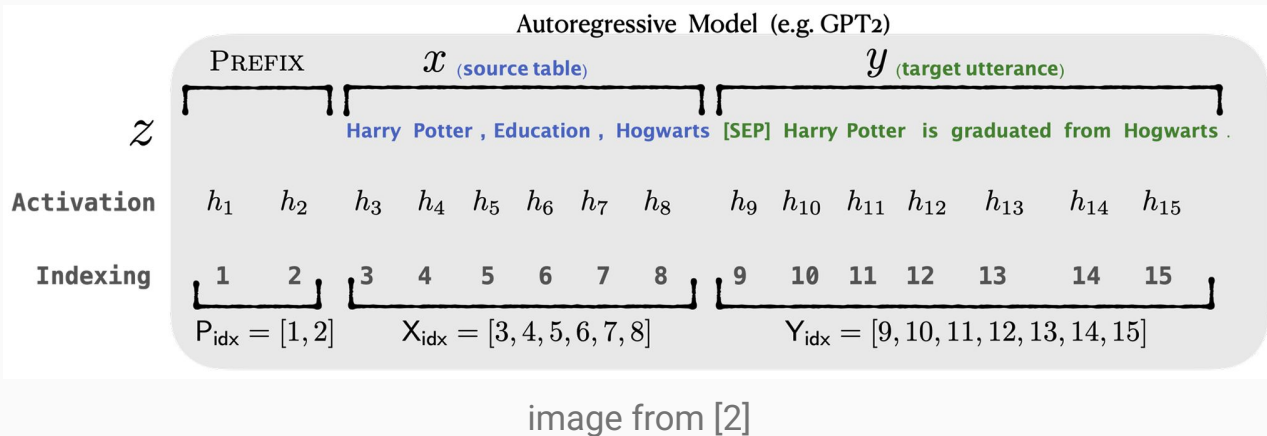 Autoregressive Model (e.g. GPT2)
PREFIX x (source table) y (target utterance)
z Harry Potter , Education , Hogwarts [SEP] Harry Potter is graduated from Hogwarts .
Activation h₁ h₂ h₃ h₄ h₅ h₆ h₇ h₈ h₉ h₁₀ h₁₁ h₁₂ h₁₃ h₁₄ h₁₅
Indexing 1 2 3 4 5 6 7 8 9 10 11 12 13 14 15
P_idx = [1, 2] X_idx = [3, 4, 5, 6, 7, 8] Y_idx = [9, 10, 11, 12, 13, 14, 15]
image from [2]